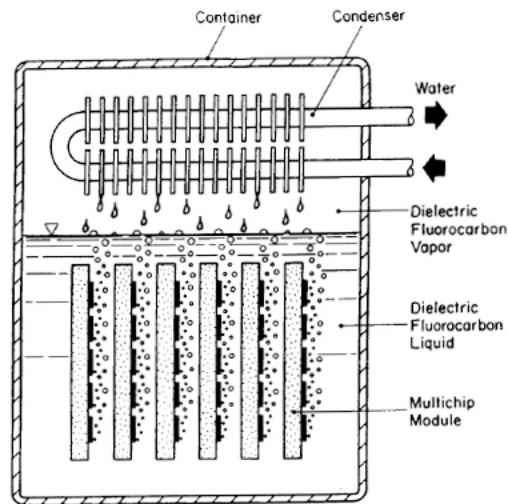 Container
Condenser
Water
Dielectric
Fluorocarbon
Vapor
Dielectric
Fluorocarbon
Liquid
Multichip
Module